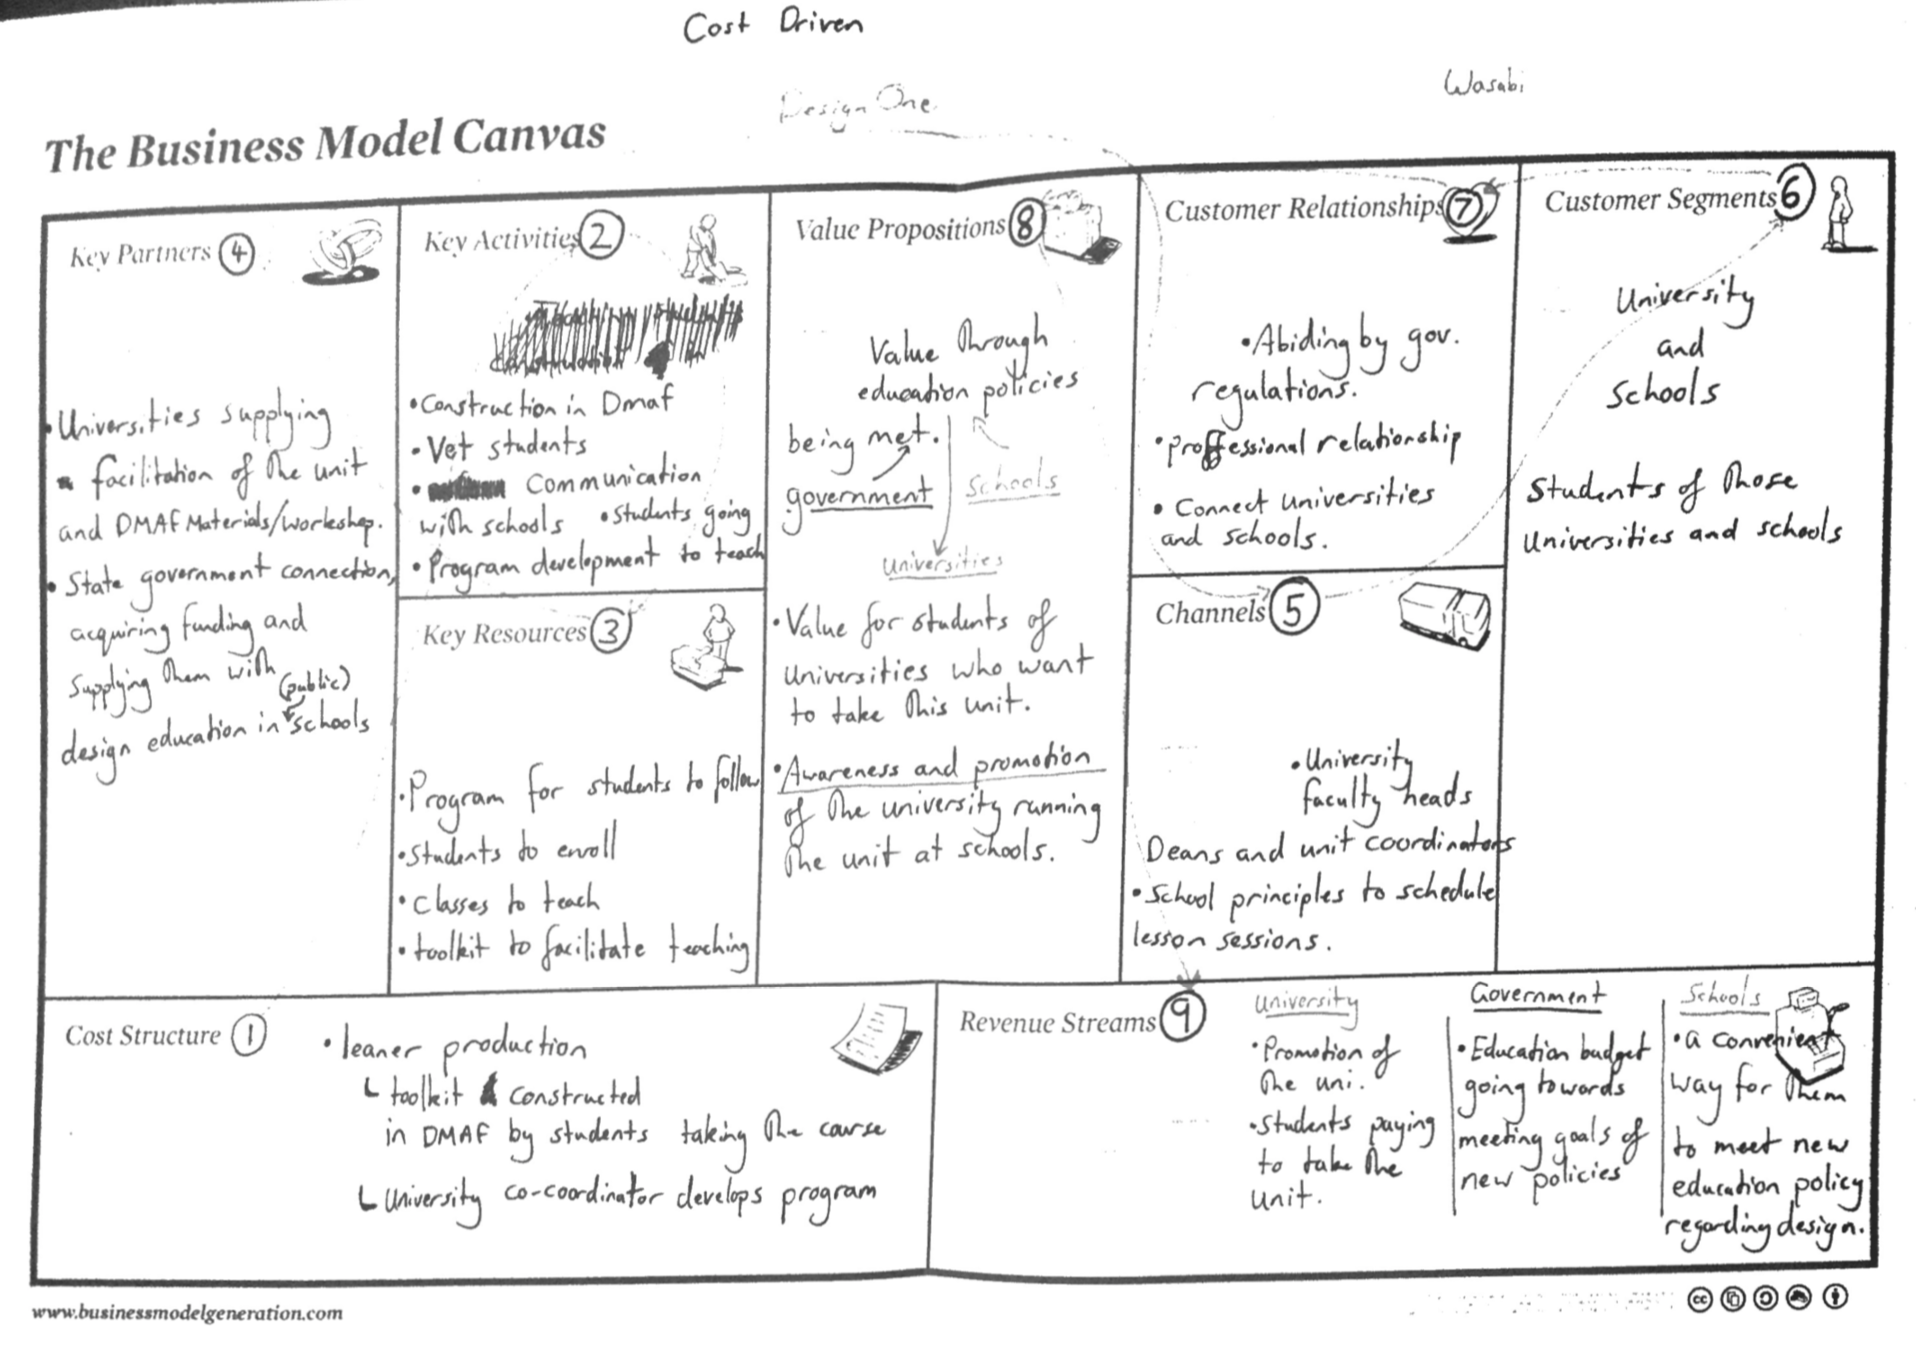 Cost Driven
Design One
Wasabi
The Business Model Canvas
Key Partners 4
• Universities supplying
facilitation of the unit
and DMAF Materials/workshop.
• State government connection,
acquiring funding and
supplying them with
(public)
design education in schools
Key Activities 2
• Construction in Dmaf
• Vet students
• Communication
with schools • Students going
• Program development to teach
Key Resources 3
• Program for students to follow
• Students to enroll
• Classes to teach
• toolkit to facilitate teaching
Value Propositions 8
Value through
education policies
being met.
government
Schools
Universities
• Value for students of
universities who want
to take this unit.
• Awareness and promotion
of the university running
the unit at schools.
Customer Relationships 7
• Abiding by gov.
regulations.
• Proffessional relationship
• Connect universities
and schools.
Channels 5
• University
faculty heads
Deans and unit coordinators
• School principles to schedule
lesson sessions.
Customer Segments 6
University
and
Schools
Students of those
Universities and schools
Cost Structure 1
• leaner production
toolkit constructed
in DMAF by students taking the course
University co-coordinator develops program
Revenue Streams 9
University
• Promotion of
the uni.
• Students paying
to take the
unit.
Government
• Education budget
going towards
meeting goals of
new policies
Schools
• a convenient
way for them
to meet new
education policy
regarding design.
www.businessmodelgeneration.com
cc